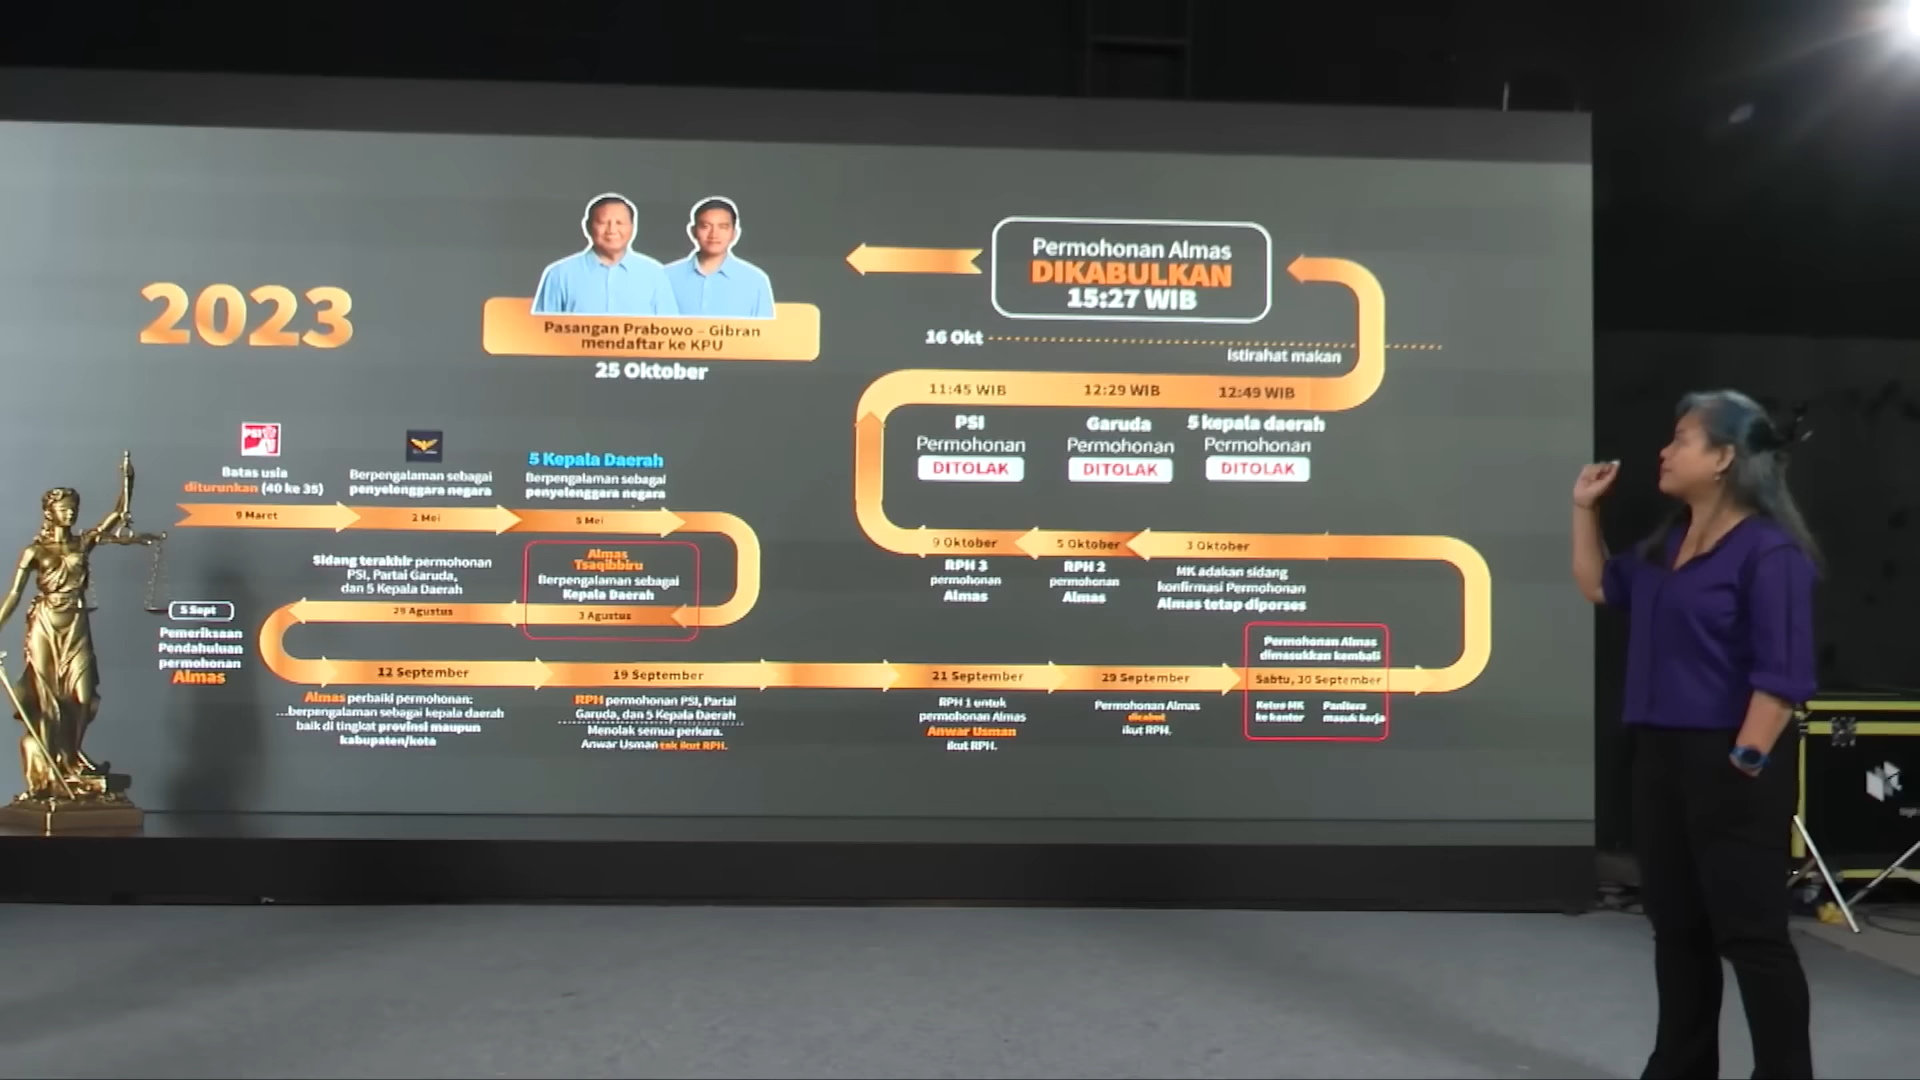 2023
Pasangan Prabowo - Gibran
mendaftar ke KPU
25 Oktober
Permohonan Almas
DIKABULKAN
15:27 WIB
16 Okt
Istirahat makan
11:45 WIB
12:29 WIB
12:49 WIB
PSI
Permohonan
DITOLAK
Garuda
Permohonan
DITOLAK
5 kepala daerah
Permohonan
DITOLAK
PSI
Batas usia
diturunkan (40 ke 35)
9 Maret
Berpengalaman sebagai
penyelenggara negara
2 Mei
5 Kepala Daerah
Berpengalaman sebagai
penyelenggara negara
5 Mei
Almas
Tsaqibbiru
Berpengalaman sebagai
Kepala Daerah
3 Agustus
Sidang terakhir permohonan
PSI, Partai Garuda,
dan 5 Kepala Daerah
29 Agustus
5 Sept
Pemeriksaan
Pendahuluan
permohonan
Almas
12 September
Almas perbaiki permohonan:
...berpengalaman sebagai kepala daerah
baik di tingkat provinsi maupun
kabupaten/kota
19 September
RPH permohonan PSI, Partai
Garuda, dan 5 Kepala Daerah
Menolak semua perkara.
Anwar Usman tak ikut RPH.
21 September
RPH 1 untuk
permohonan Almas
Anwar Usman
ikut RPH.
29 September
Permohonan Almas
dicabut
ikut RPH.
Permohonan Almas
dimasukkan kembali
Sabtu, 30 September
Ketua MK
ke kantor
Panitera
masuk kerja
3 Oktober
MK adakan sidang
konfirmasi Permohonan
Almas tetap diporses
5 Oktober
RPH 2
permohonan
Almas
9 Oktober
RPH 3
permohonan
Almas